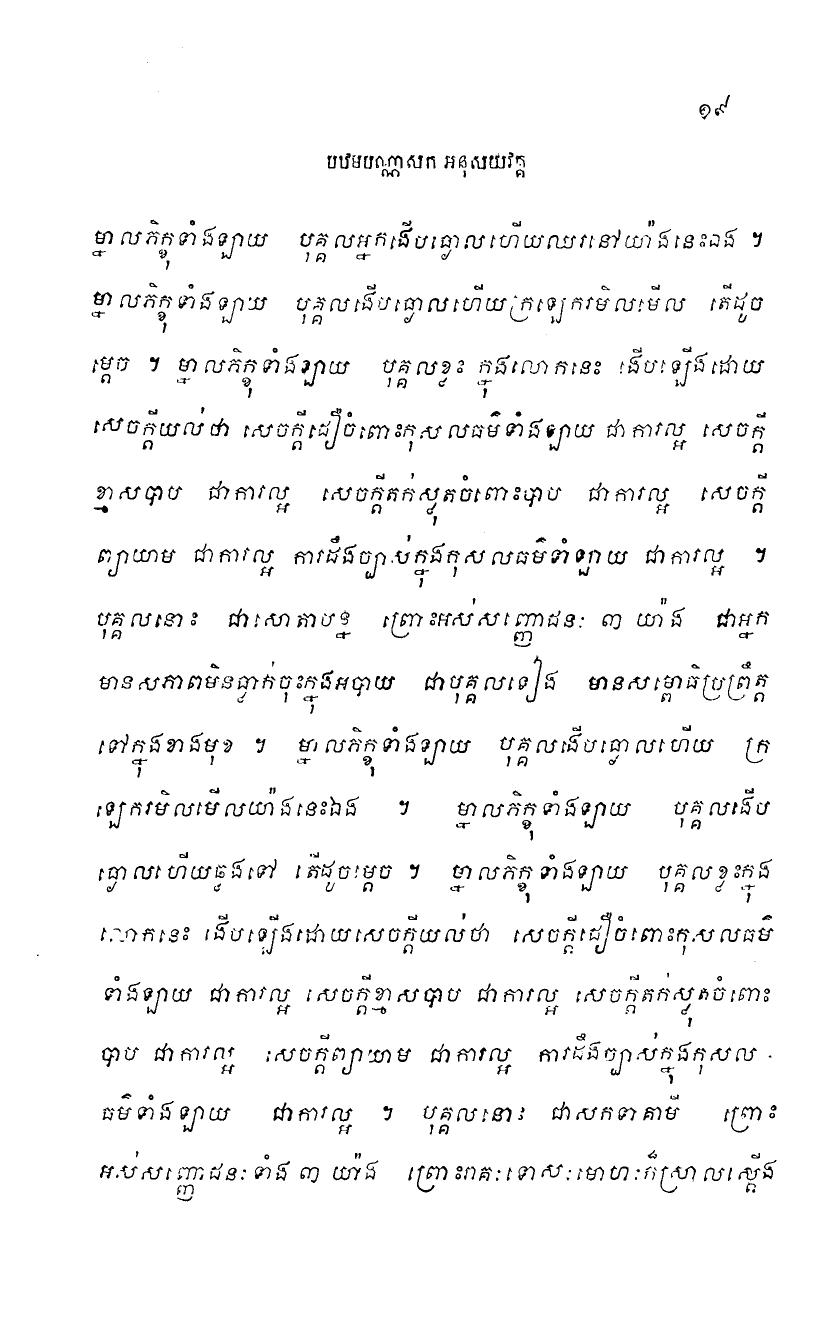 ១៩
បឋមបណ្ណាសក អនុសយវគ្គ
ម្នាលភិក្ខុទាំងឡាយ បុគ្គលអ្នកងើបធ្លោលហើយឈរនៅយ៉ាងនេះឯង ។
ម្នាលភិក្ខុទាំងឡាយ បុគ្គលងើបធ្លោលហើយក្រឡេករមិលមើល តើដូច
ម្តេច ។ ម្នាលភិក្ខុទាំងឡាយ បុគ្គលខ្លះ ក្នុងលោកនេះ ងើបឡើងដោយ
សេចក្តីយល់ថា សេចក្តីជឿចំពោះកុសលធម៌ទាំងឡាយ ជាការល្អ សេចក្តី
ខ្មាសបាប ជាការល្អ សេចក្តីតក់ស្លុតចំពោះបាប ជាការល្អ សេចក្តី
ព្យាយាម ជាការល្អ ការដឹងច្បាស់ក្នុងកុសលធម៌ទាំឡាយ ជាការល្អ ។
បុគ្គលនោះ ជាសោតាបន្ន ព្រោះអស់សញ្ញោជនៈ ៣ យ៉ាង ជាអ្នក
មានសភាពមិនធ្លាក់ចុះក្នុងអបាយ ជាបុគ្គលទៀង មានសម្ពោធិប្រព្រឹត្ត
ទៅក្នុងខាងមុខ ។ ម្នាលភិក្ខុទាំងឡាយ បុគ្គលងើបធ្លោលហើយ ក្រ
ឡេករមិលមើលយ៉ាងនេះឯង ។ ម្នាលភិក្ខុទាំងឡាយ បុគ្គលងើប
ធ្លោលហើយឆ្លងទៅ តើដូចម្តេច ។ ម្នាលភិក្ខុទាំងឡាយ បុគ្គលខ្លះក្នុង
លោកនេះ ងើបឡើងដោយសេចក្តីយល់ថា សេចក្តីជឿចំពោះកុសលធម៌
ទាំងឡាយ ជាការល្អ សេចក្តីខ្មាសបាប ជាការល្អ សេចក្តីតក់ស្លុតចំពោះ
បាប ជាការល្អ សេចក្តីព្យាយាម ជាការល្អ ការដឹងច្បាស់ក្នុងកុសល
ធម៌ទាំងឡាយ ជាការល្អ ។ បុគ្គលនោះ ជាសកទាគាមី ព្រោះ
អស់សញ្ញោជនៈទាំង ៣ យ៉ាង ព្រោះរាគៈទោសៈមោហៈក៏ស្រាលស្តើង